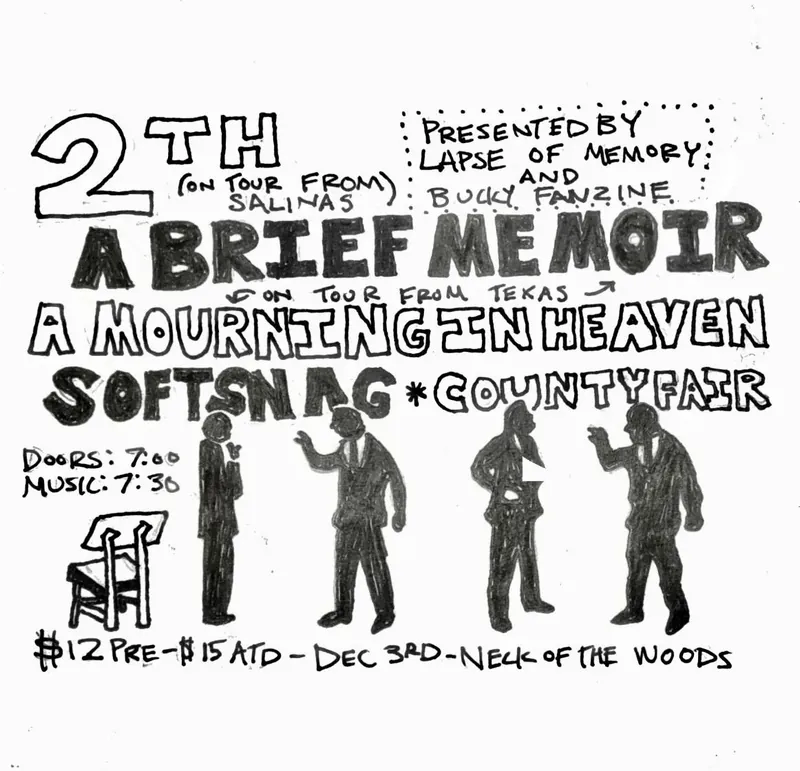 2TH
(ON TOUR FROM)
SALINAS
PRESENTED BY
LAPSE OF MEMORY
AND
BUCKY FANZINE
A BRIEF MEMOIR
ON TOUR FROM TEXAS
A MOURNING IN HEAVEN
SOFTSNAG * COUNTYFAIR
DOORS: 7:00
MUSIC: 7:30
$12 PRE-$15 ATD-DEC 3RD-NECK OF THE WOODS